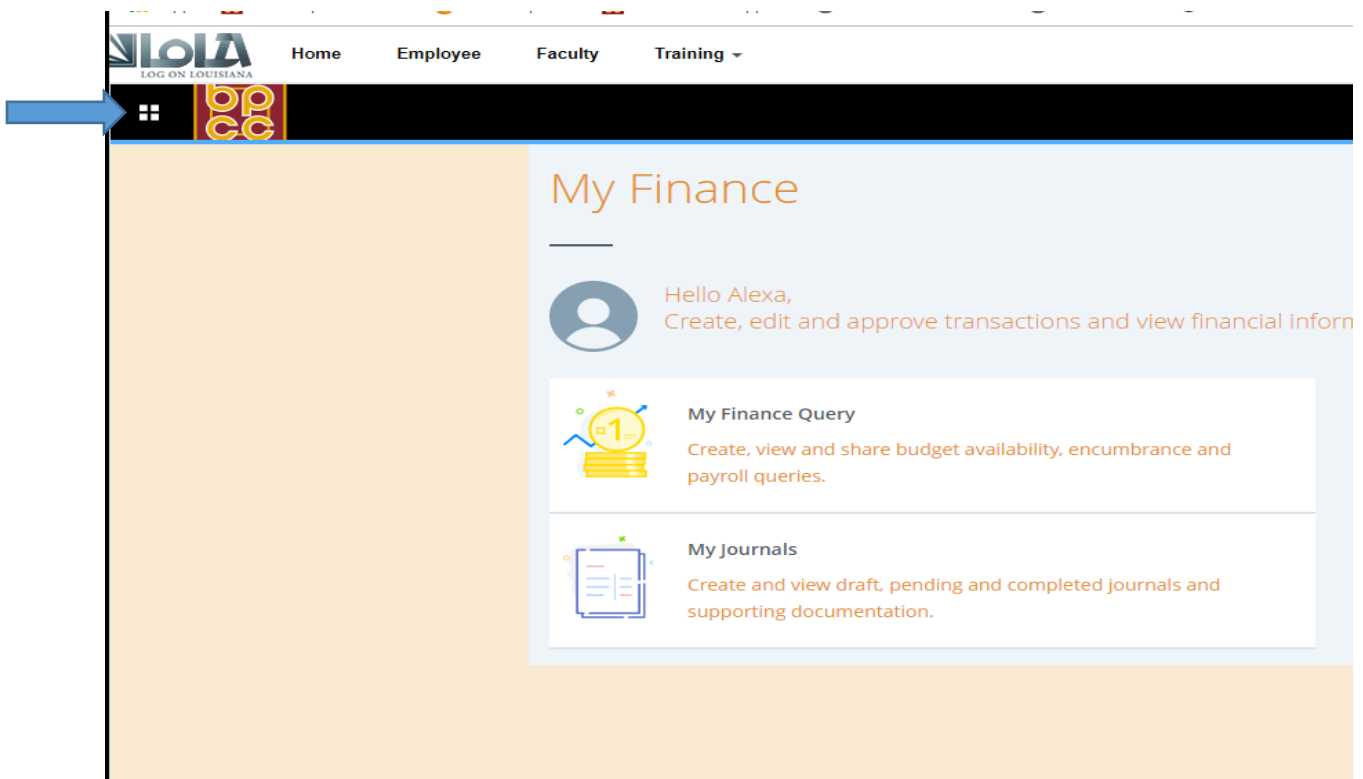 LOLA
LOG ON LOUISIANA
Home Employee Faculty Training
bp
cc
My Finance
Hello Alexa,
Create, edit and approve transactions and view financial inform
1
My Finance Query
Create, view and share budget availability, encumbrance and
payroll queries.
My Journals
Create and view draft, pending and completed journals and
supporting documentation.